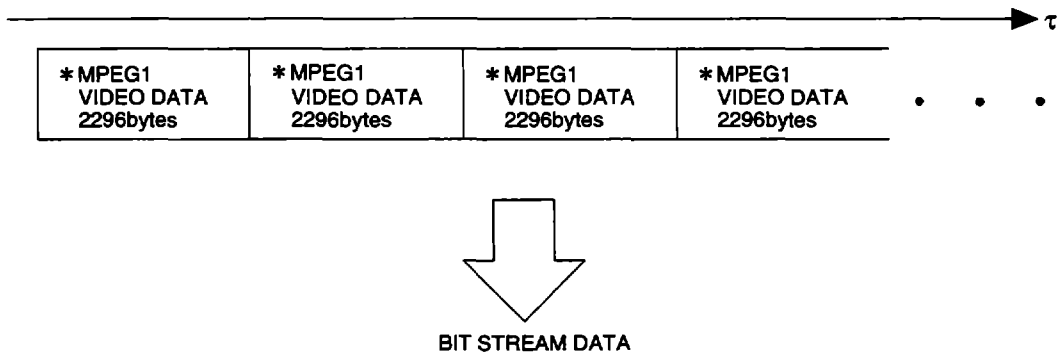 τ
* MPEG1
VIDEO DATA
2296bytes
* MPEG1
VIDEO DATA
2296bytes
* MPEG1
VIDEO DATA
2296bytes
* MPEG1
VIDEO DATA
2296bytes
• • •
BIT STREAM DATA